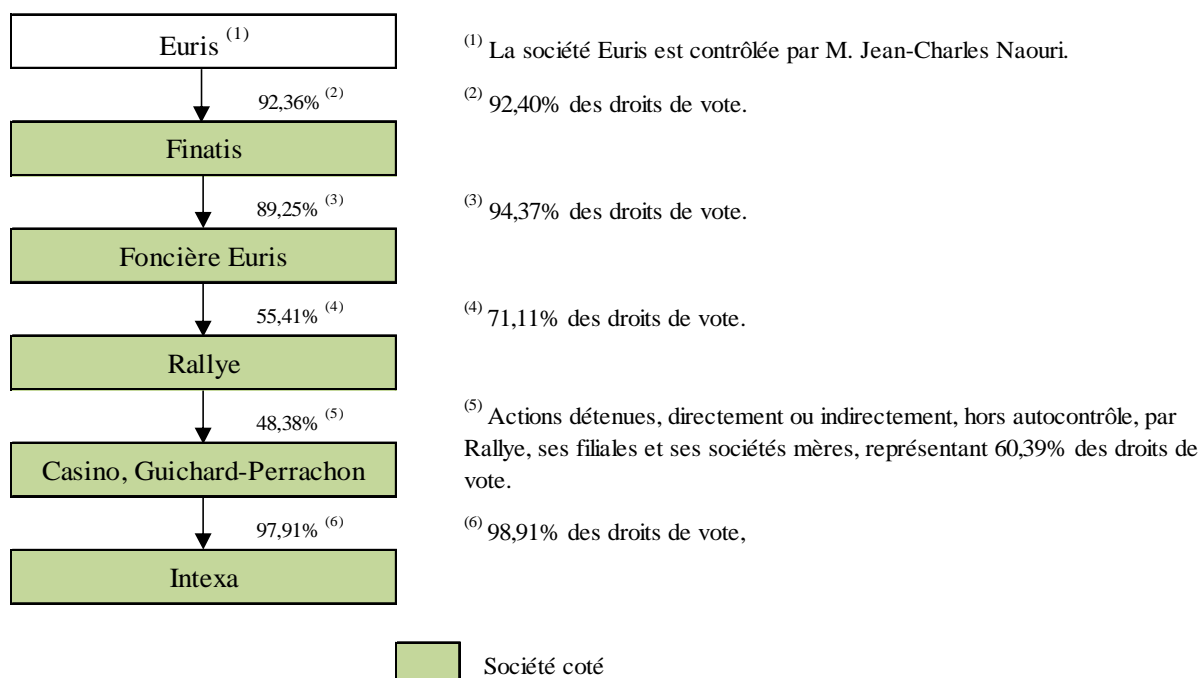 Euris (1)
(1) La société Euris est contrôlée par M. Jean-Charles Naouri.
92,36% (2)
(2) 92,40% des droits de vote.
Finatis
89,25% (3)
(3) 94,37% des droits de vote.
Foncière Euris
55,41% (4)
(4) 71,11% des droits de vote.
Rallye
48,38% (5)
(5) Actions détenues, directement ou indirectement, hors autocontrôle, par
Rallye, ses filiales et ses sociétés mères, représentant 60,39% des droits de
vote.
Casino, Guichard-Perrachon
97,91% (6)
(6) 98,91% des droits de vote,
Intexa
Société coté